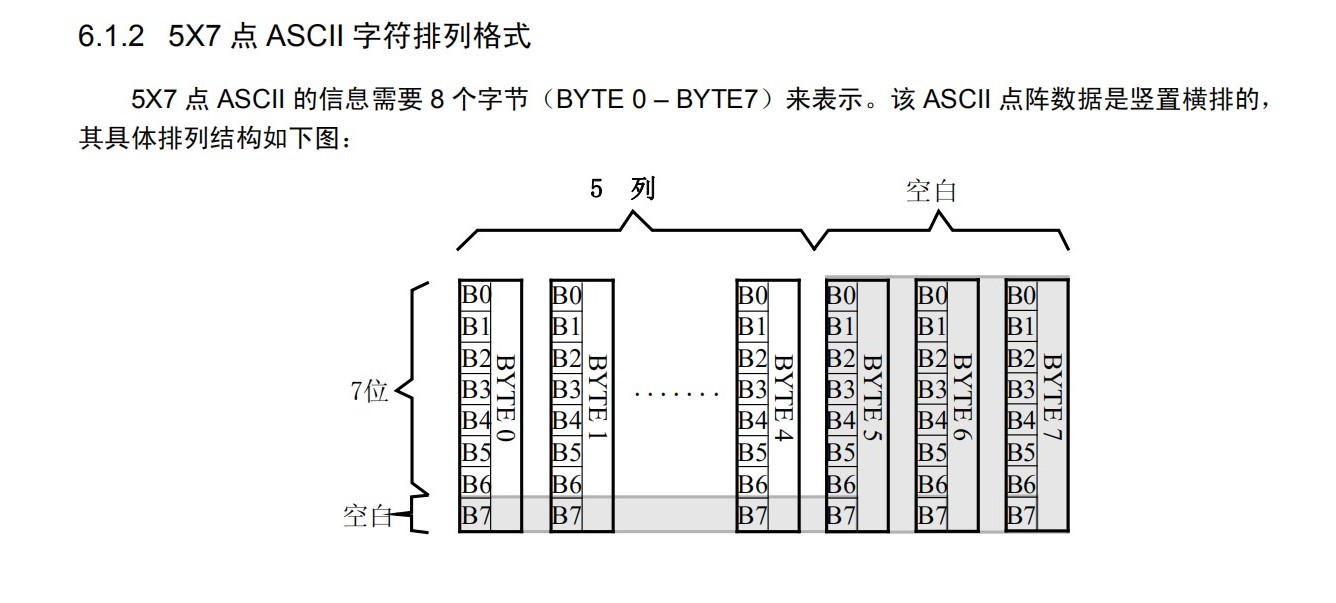 6.1.2 5X7 点 ASCII 字符排列格式
5X7 点 ASCII 的信息需要 8 个字节（BYTE 0 – BYTE7）来表示。该 ASCII 点阵数据是竖置横排的，
其具体排列结构如下图：
5 列 空白
B0 B0 B0 B0 B0 B0
B1 B1 B1 B1 B1 B1
B2 B2 B2 B2 B2 B2
7位 B3 B3 ....... B3 B3 B3 B3
B4 B4 B4 B4 B4 B4
B5 B5 B5 B5 B5 B5
B6 B6 B6 B6 B6 B6
空白 B7 B7 B7 B7 B7 B7
BYTE 0
BYTE 1
BYTE 4
BYTE 5
BYTE 6
BYTE 7